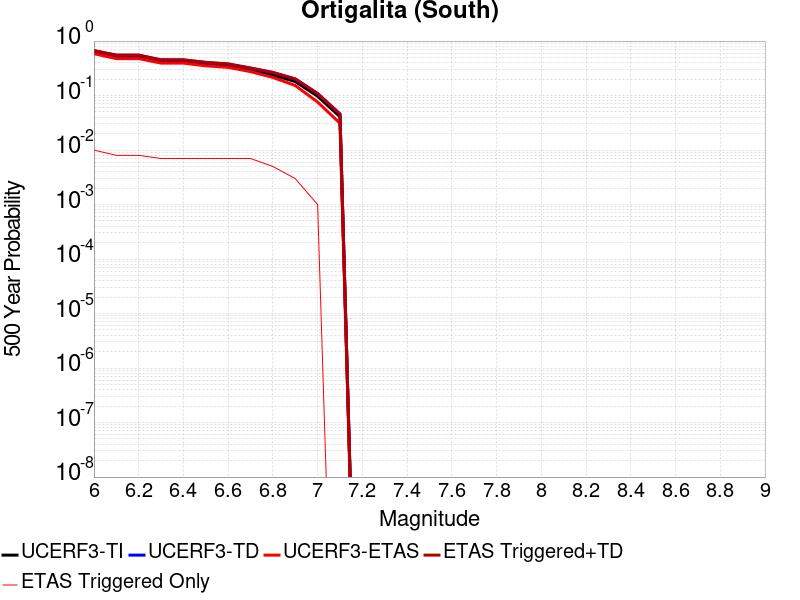 Ortigalita (South)
10^0
10^-1
10^-2
10^-3
10^-4
10^-5
10^-6
10^-7
10^-8
500 Year Probability
6 6.2 6.4 6.6 6.8 7 7.2 7.4 7.6 7.8 8 8.2 8.4 8.6 8.8 9
Magnitude
UCERF3-TI UCERF3-TD UCERF3-ETAS ETAS Triggered+TD
ETAS Triggered Only